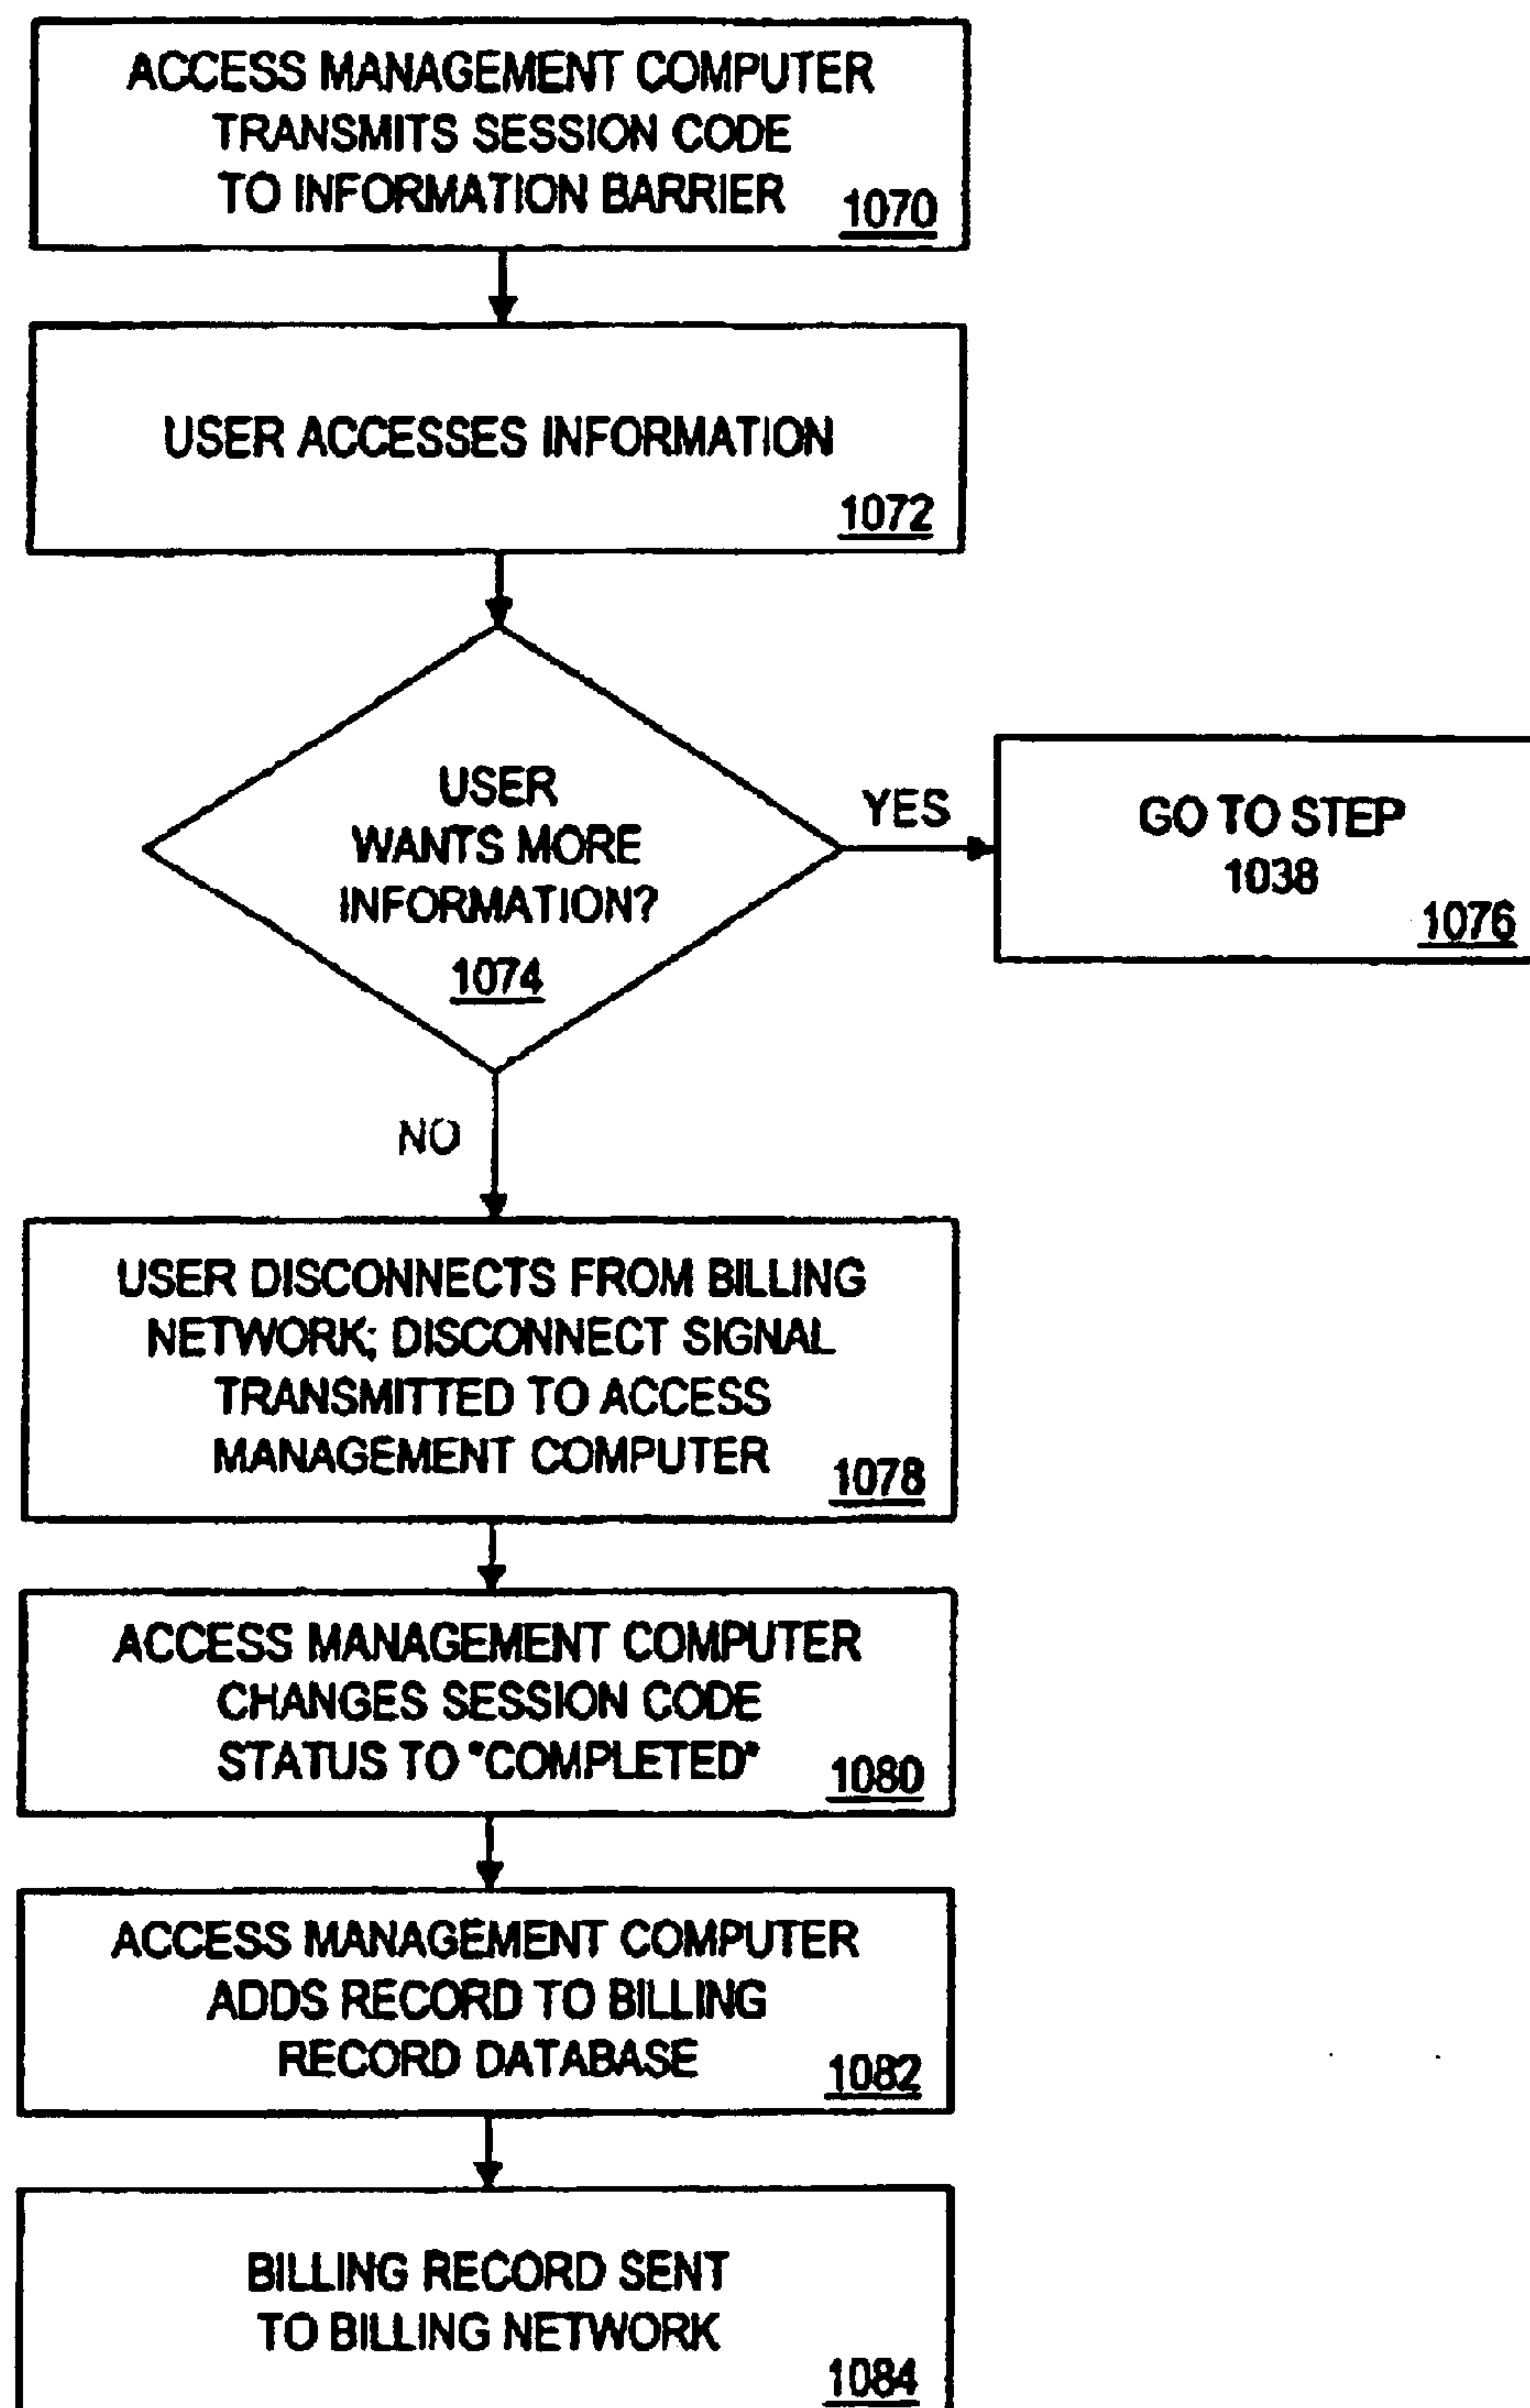 ACCESS MANAGEMENT COMPUTER
TRANSMITS SESSION CODE
TO INFORMATION BARRIER
1070
USER ACCESSES INFORMATION
1072
USER
WANTS MORE
INFORMATION?
1074
YES
GO TO STEP
1038
1076
NO
USER DISCONNECTS FROM BILLING
NETWORK; DISCONNECT SIGNAL
TRANSMITTED TO ACCESS
MANAGEMENT COMPUTER
1078
ACCESS MANAGEMENT COMPUTER
CHANGES SESSION CODE
STATUS TO "COMPLETED"
1080
ACCESS MANAGEMENT COMPUTER
ADDS RECORD TO BILLING
RECORD DATABASE
1082
BILLING RECORD SENT
TO BILLING NETWORK
1084